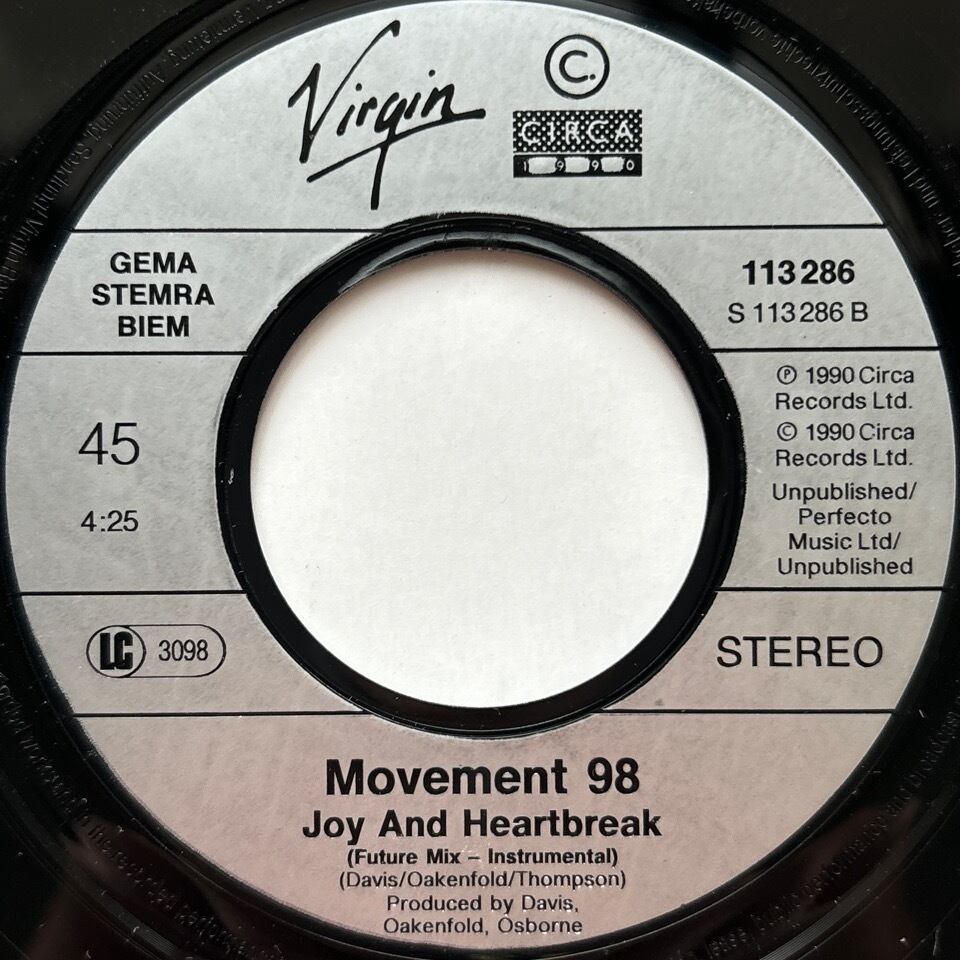 Virgin
C.
CIRCA
1990
GEMA
STEMRA
BIEM
113 286
S 113 286 B
45
4:25
℗ 1990 Circa
Records Ltd.
© 1990 Circa
Records Ltd.
Unpublished/
Perfecto
Music Ltd/
Unpublished
LC 3098
STEREO
Movement 98
Joy And Heartbreak
(Future Mix – Instrumental)
(Davis/Oakenfold/Thompson)
Produced by Davis,
Oakenfold, Osborne